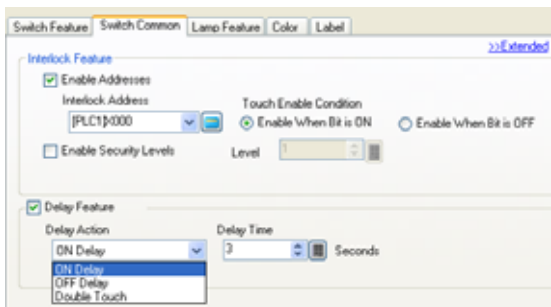 Switch Feature Switch Common Lamp Feature Color Label
>>Extended
Interlock Feature
Enable Addresses
Interlock Address Touch Enable Condition
[PLC1]X000 Enable When Bit is ON Enable When Bit is OFF
Enable Security Levels Level 1
Delay Feature
Delay Action Delay Time
ON Delay 3 Seconds
ON Delay
OFF Delay
Double Touch